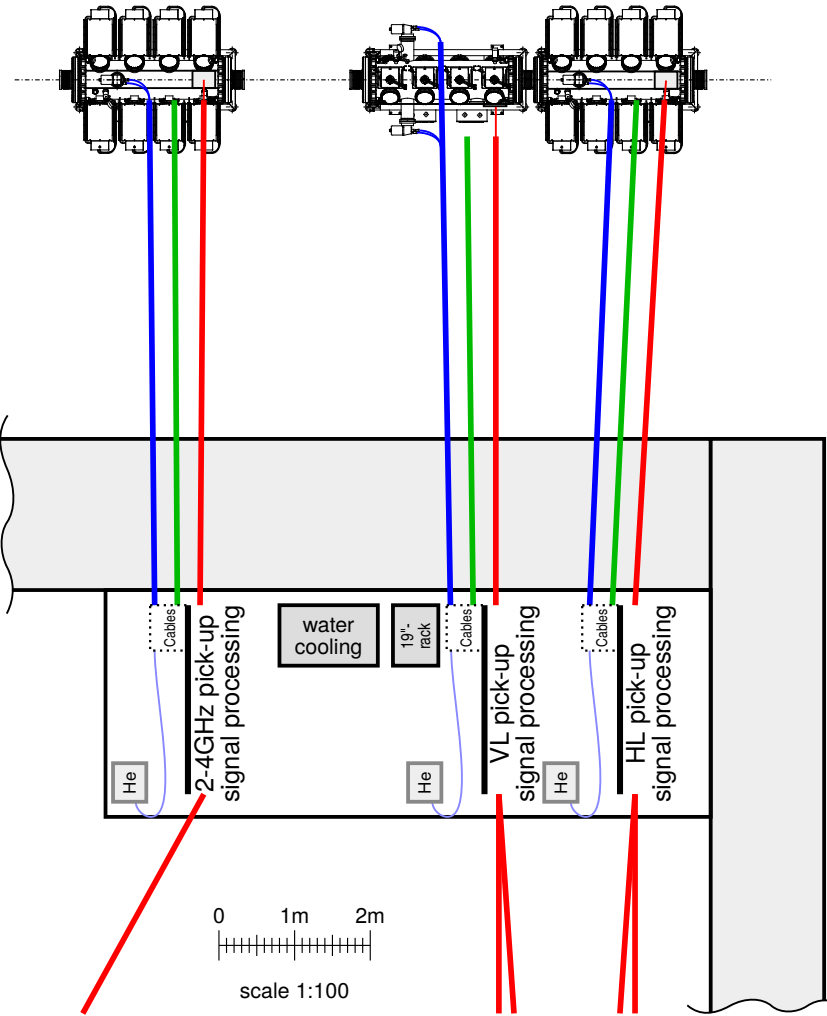 Cables
2-4GHz pick-up
signal processing
He
water
cooling
19"-
rack
Cables
VL pick-up
signal processing
He
Cables
HL pick-up
signal processing
He
0 1m 2m
scale 1:100